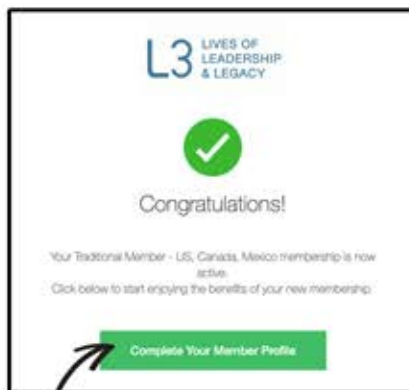 L3 LIVES OF
LEADERSHIP
& LEGACY
Congratulations!
Your Traditional Member - US, Canada, Mexico membership is now
active.
Click below to start enjoying the benefits of your new membership.
Complete Your Member Profile